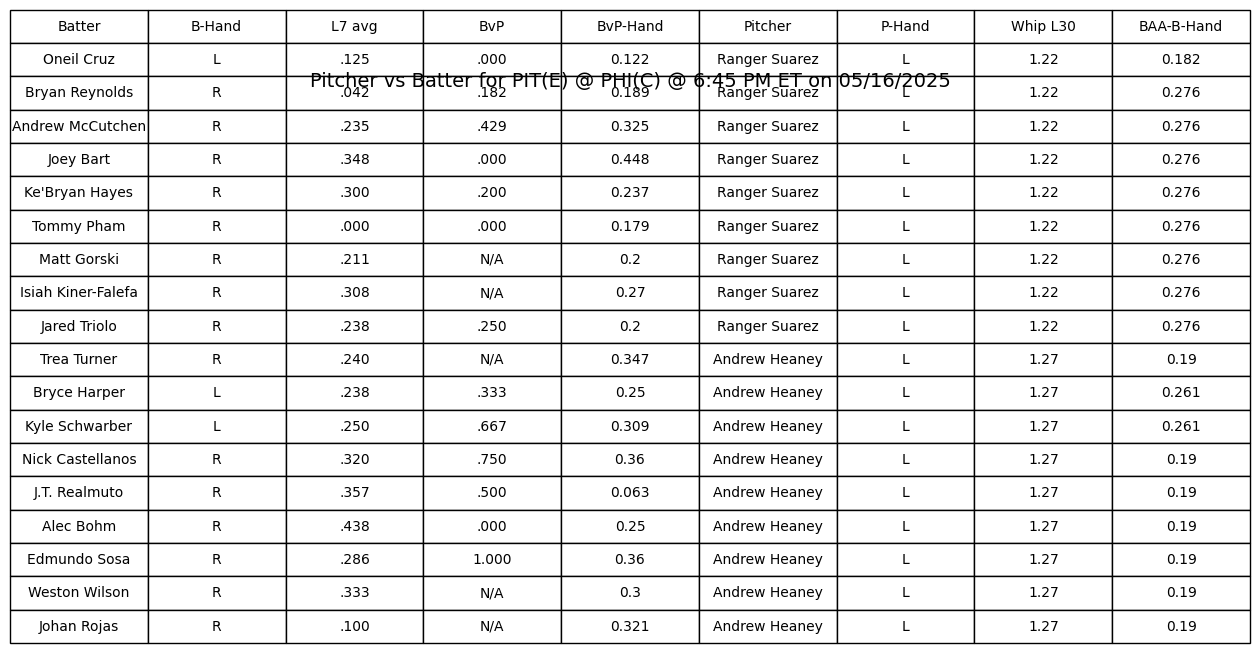 Batter B-Hand L7 avg BvP BvP-Hand Pitcher P-Hand Whip L30 BAA-B-Hand
Oneil Cruz L .125 .000 0.122 Ranger Suarez L 1.22 0.182
Pitcher vs Batter for PIT(E) @ PHI(C) @ 6:45 PM ET on 05/16/2025
Bryan Reynolds R .042 .182 0.189 Ranger Suarez L 1.22 0.276
Andrew McCutchen R .235 .429 0.325 Ranger Suarez L 1.22 0.276
Joey Bart R .348 .000 0.448 Ranger Suarez L 1.22 0.276
Ke'Bryan Hayes R .300 .200 0.237 Ranger Suarez L 1.22 0.276
Tommy Pham R .000 .000 0.179 Ranger Suarez L 1.22 0.276
Matt Gorski R .211 N/A 0.2 Ranger Suarez L 1.22 0.276
Isiah Kiner-Falefa R .308 N/A 0.27 Ranger Suarez L 1.22 0.276
Jared Triolo R .238 .250 0.2 Ranger Suarez L 1.22 0.276
Trea Turner R .240 N/A 0.347 Andrew Heaney L 1.27 0.19
Bryce Harper L .238 .333 0.25 Andrew Heaney L 1.27 0.261
Kyle Schwarber L .250 .667 0.309 Andrew Heaney L 1.27 0.261
Nick Castellanos R .320 .750 0.36 Andrew Heaney L 1.27 0.19
J.T. Realmuto R .357 .500 0.063 Andrew Heaney L 1.27 0.19
Alec Bohm R .438 .000 0.25 Andrew Heaney L 1.27 0.19
Edmundo Sosa R .286 1.000 0.36 Andrew Heaney L 1.27 0.19
Weston Wilson R .333 N/A 0.3 Andrew Heaney L 1.27 0.19
Johan Rojas R .100 N/A 0.321 Andrew Heaney L 1.27 0.19